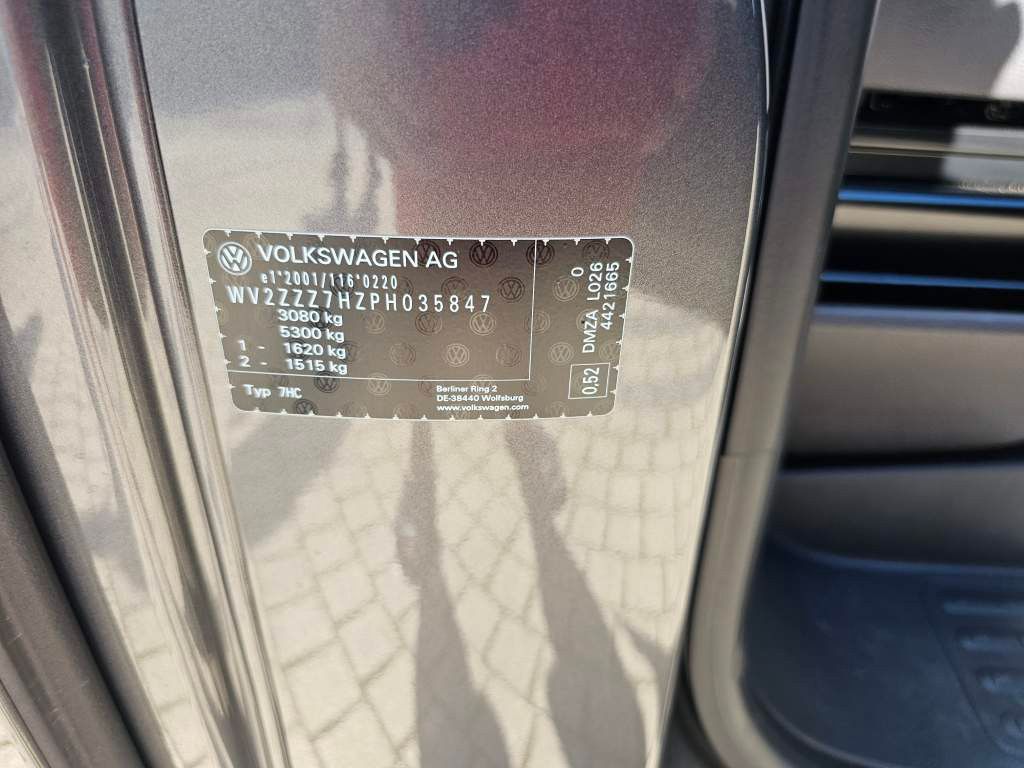 VOLKSWAGEN AG
e1*2001/116*0220
WV2ZZZ7HZPH035847
3080 kg
5300 kg
1 - 1620 kg
2 - 1515 kg
Typ 7HC
Berliner Ring 2
DE-38440 Wolfsburg
www.volkswagen.com
0,52
DMZA L026
0
4421665